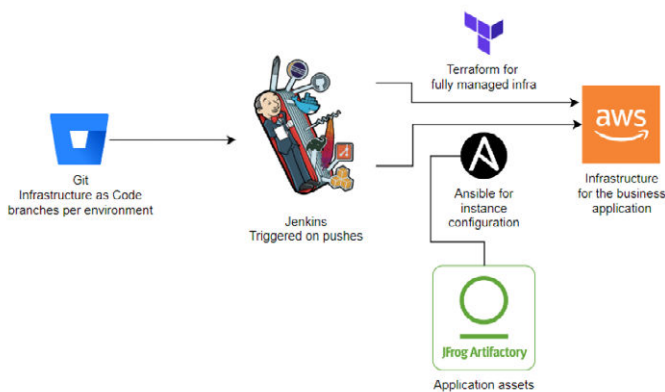 Git
Infrastructure as Code
branches per environment
Jenkins
Triggered on pushes
Terraform for
fully managed infra
Ansible for
instance
configuration
aws
Infrastructure
for the business
application
JFrog Artifactory
Application assets